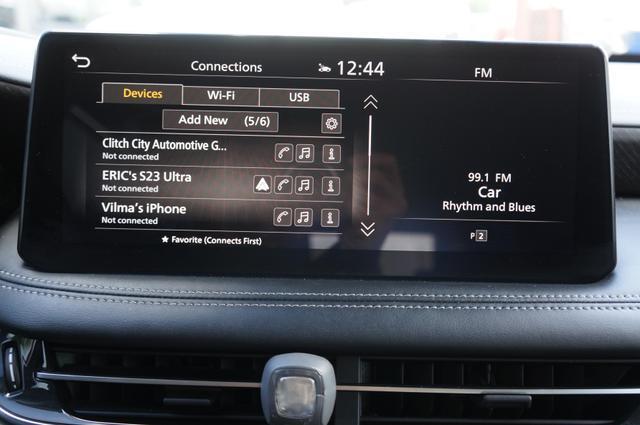 Connections
12:44
FM
Devices
Wi-Fi
USB
Add New (5/6)
Clitch City Automotive G...
Not connected
ERIC's S23 Ultra
Not connected
Vilma's iPhone
Not connected
★ Favorite (Connects First)
99.1 FM
Car
Rhythm and Blues
P 2